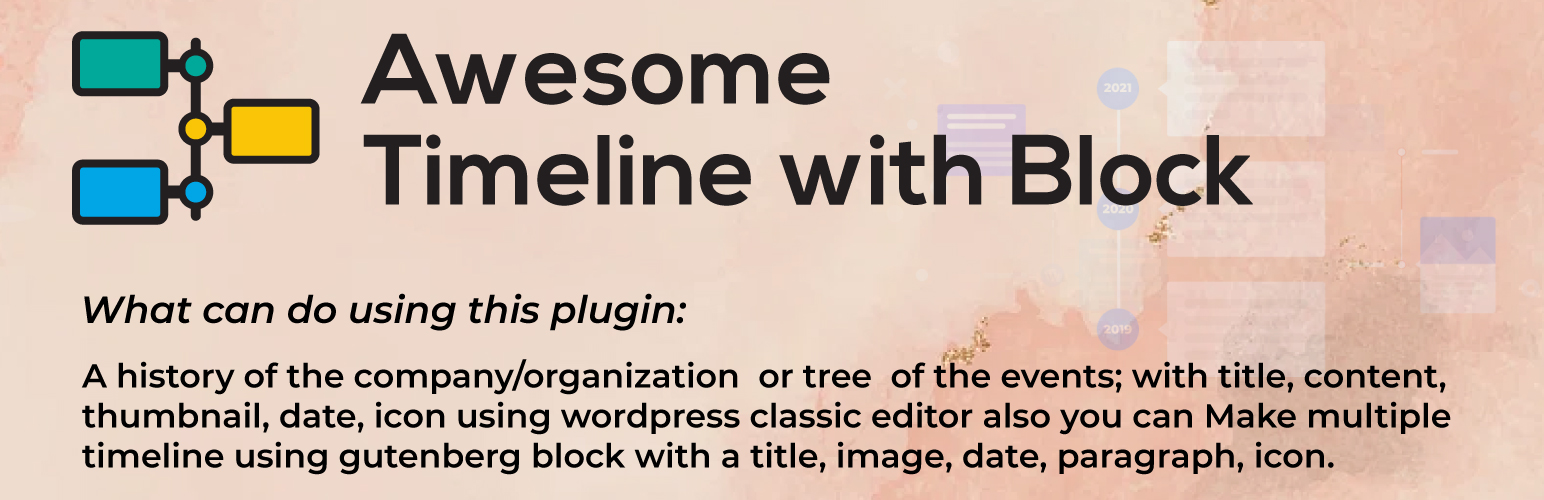 Awesome
Timeline with Block
2021
2020
2019
What can do using this plugin:
A history of the company/organization  or tree  of the events; with title, content,
thumbnail, date, icon using wordpress classic editor also you can Make multiple
timeline using gutenberg block with a title, image, date, paragraph, icon.